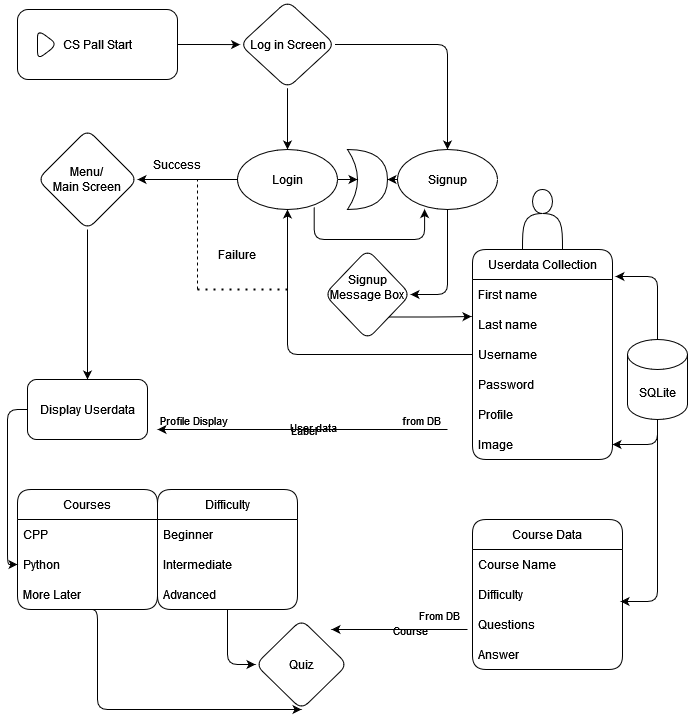 CS Pall Start
Log in Screen
Menu/
Main Screen
Success
Login
Signup
Failure
Signup
Message Box
Userdata Collection
First name
Last name
Username
Password
Profile
Image
SQLite
Display Userdata
Profile Display
User data
Label
from DB
Courses
CPP
Python
More Later
Difficulty
Beginner
Intermediate
Advanced
Course Data
Course Name
Difficulty
Questions
Answer
From DB
Course
Quiz